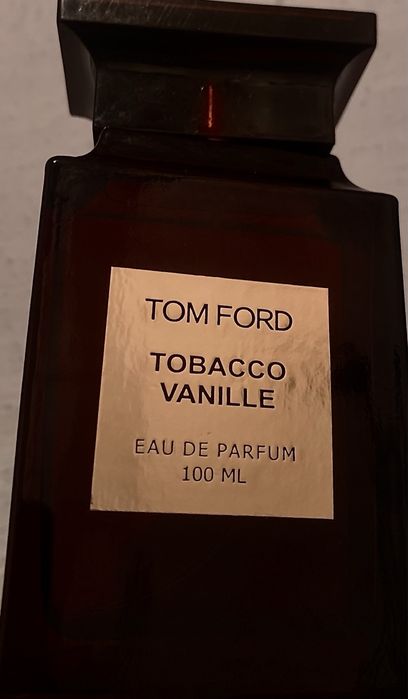 TOM FORD
TOBACCO
VANILLE
EAU DE PARFUM
100 ML